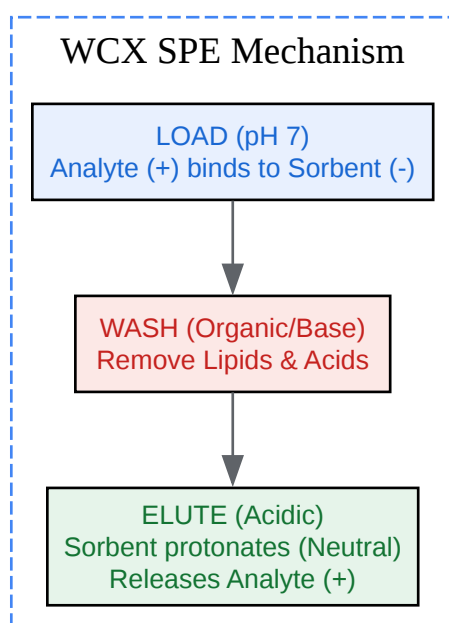 WCX SPE Mechanism
LOAD (pH 7)
Analyte (+) binds to Sorbent (-)
WASH (Organic/Base)
Remove Lipids & Acids
ELUTE (Acidic)
Sorbent protonates (Neutral)
Releases Analyte (+)